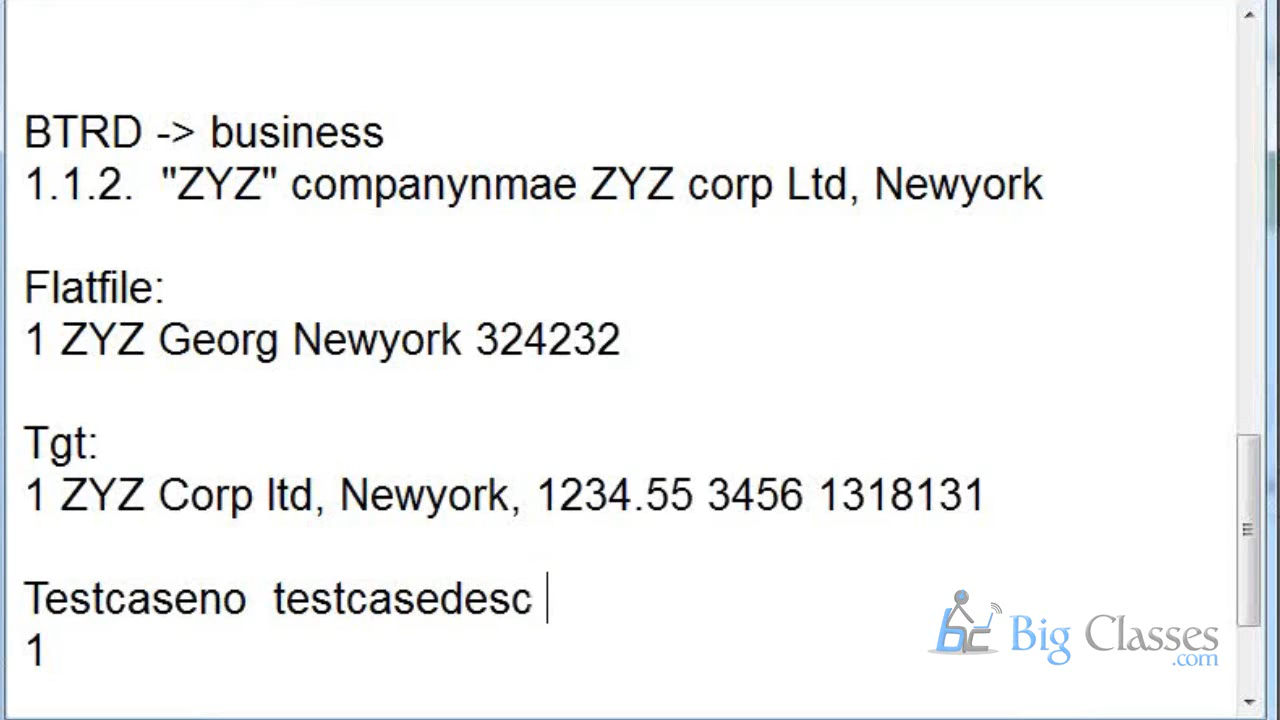 BTRD -> business
1.1.2.  "ZYZ" companynmae ZYZ corp Ltd, Newyork
Flatfile:
1 ZYZ Georg Newyork 324232
Tgt:
1 ZYZ Corp ltd, Newyork, 1234.55 3456 1318131
Testcaseno  testcasedesc
1
bc Big Classes
.com